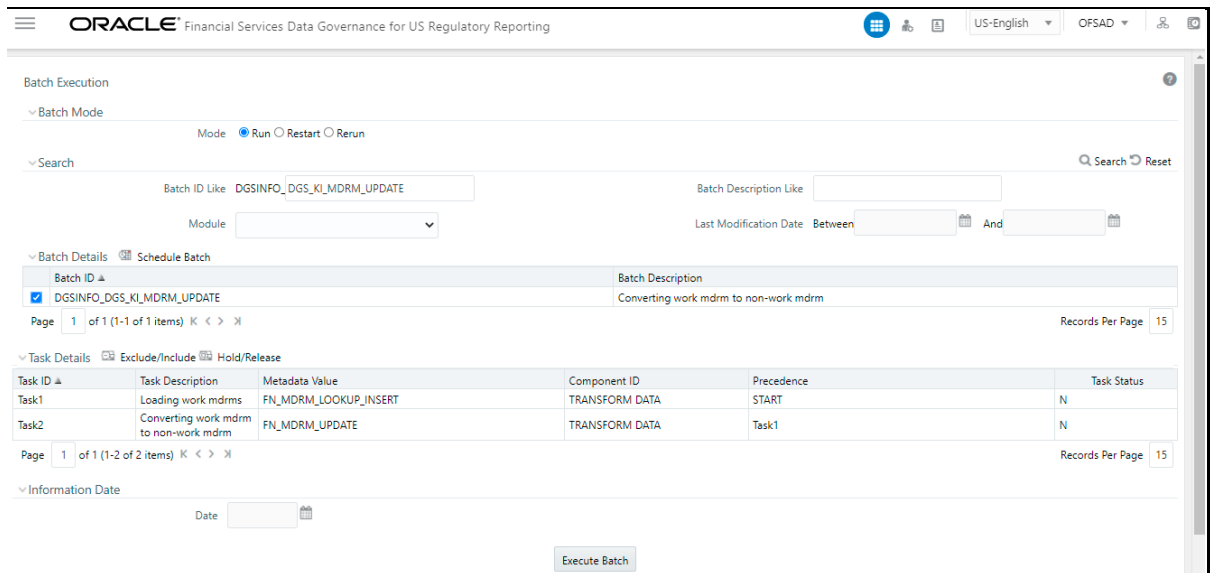 ORACLE® Financial Services Data Governance for US Regulatory Reporting US-English OFSAD
Batch Execution
Batch Mode
Mode Run Restart Rerun
Search Search Reset
Batch ID Like DGSINFO_ DGS_KI_MDRM_UPDATE Batch Description Like
Module Last Modification Date Between And
Batch Details Schedule Batch
Batch ID Batch Description
DGSINFO_DGS_KI_MDRM_UPDATE Converting work mdrm to non-work mdrm
Page 1 of 1 (1-1 of 1 items) Records Per Page 15
Task Details Exclude/Include Hold/Release
Task ID Task Description Metadata Value Component ID Precedence Task Status
Task1 Loading work mdrms FN_MDRM_LOOKUP_INSERT TRANSFORM DATA START N
Task2 Converting work mdrm to non-work mdrm FN_MDRM_UPDATE TRANSFORM DATA Task1 N
Page 1 of 1 (1-2 of 2 items) Records Per Page 15
Information Date
Date
Execute Batch